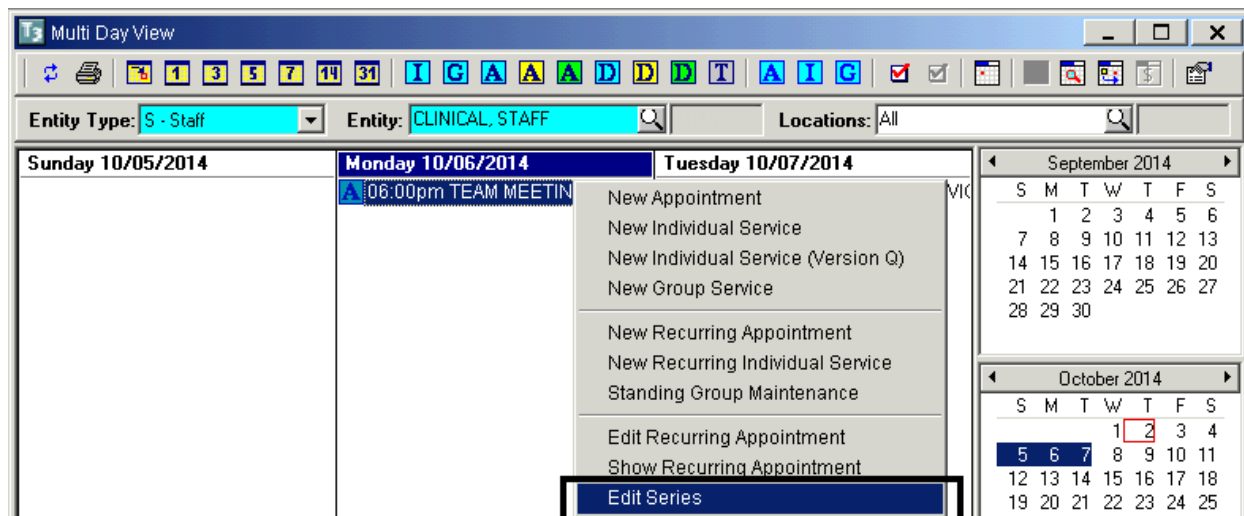 T3 Multi Day View
1 3 5 7 14 31 I G A A A D D D T A I G $
Entity Type: S - Staff Entity: CLINICAL, STAFF Locations: All
Sunday 10/05/2014 Monday 10/06/2014 Tuesday 10/07/2014
A 06:00pm TEAM MEETIN
New Appointment
New Individual Service
New Individual Service (Version Q)
New Group Service
New Recurring Appointment
New Recurring Individual Service
Standing Group Maintenance
Edit Recurring Appointment
Show Recurring Appointment
Edit Series
September 2014
S M T W T F S
1 2 3 4 5 6
7 8 9 10 11 12 13
14 15 16 17 18 19 20
21 22 23 24 25 26 27
28 29 30
October 2014
S M T W T F S
1 2 3 4
5 6 7 8 9 10 11
12 13 14 15 16 17 18
19 20 21 22 23 24 25